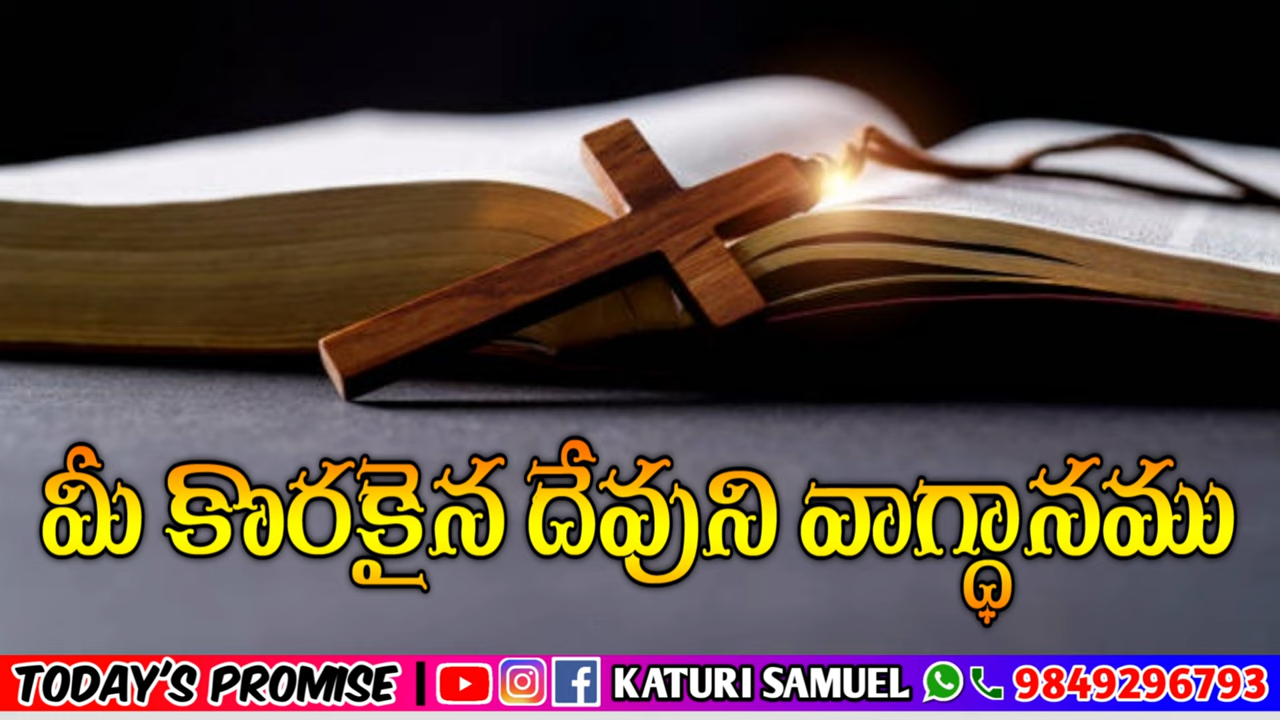 మీ కొరకైన దేవుని వాగ్ధానము
TODAY'S PROMISE | KATURI SAMUEL 9849296793